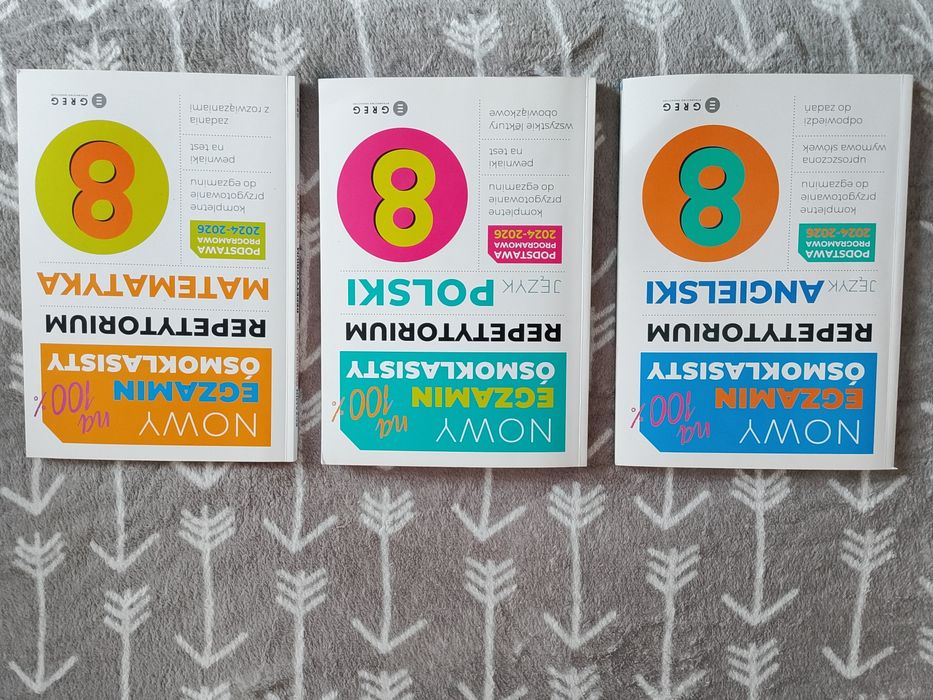 NOWY
EGZAMIN
ÓSMOKLASISTY
na
100%
REPETYTORIUM
JĘZYK ANGIELSKI
PODSTAWA
PROGRAMOWA
2024-2026
kompletne
przygotowanie
do egzaminu
uproszczona
wymowa słówek
odpowiedzi
do zadań
8
GREG
NOWY
EGZAMIN
ÓSMOKLASISTY
na
100%
REPETYTORIUM
JĘZYK POLSKI
PODSTAWA
PROGRAMOWA
2024-2026
kompletne
przygotowanie
do egzaminu
pewniaki
na test
wszystkie lektury
obowiązkowe
8
GREG
NOWY
EGZAMIN
ÓSMOKLASISTY
na
100%
REPETYTORIUM
MATEMATYKA
PODSTAWA
PROGRAMOWA
2024-2026
kompletne
przygotowanie
do egzaminu
pewniaki
na test
zadania
z rozwiązaniami
8
GREG